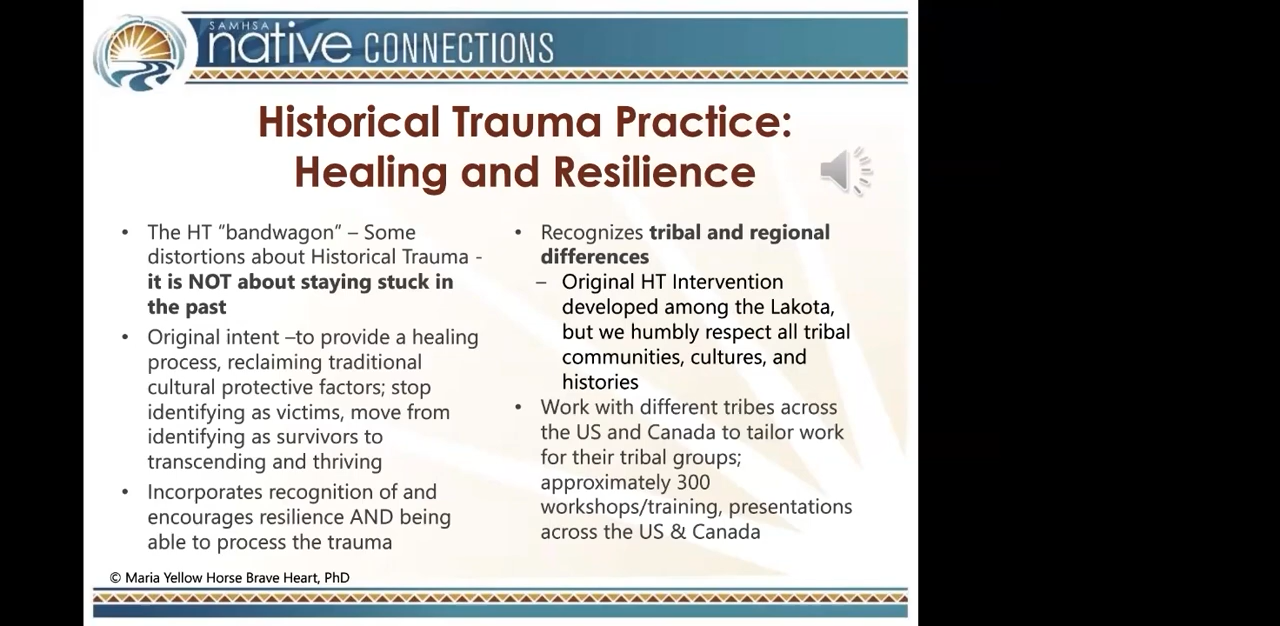 SAMHSA
native CONNECTIONS
Historical Trauma Practice:
Healing and Resilience
• The HT “bandwagon” – Some
distortions about Historical Trauma -
it is NOT about staying stuck in
the past
• Original intent –to provide a healing
process, reclaiming traditional
cultural protective factors; stop
identifying as victims, move from
identifying as survivors to
transcending and thriving
• Incorporates recognition of and
encourages resilience AND being
able to process the trauma
• Recognizes tribal and regional
differences
– Original HT Intervention
developed among the Lakota,
but we humbly respect all tribal
communities, cultures, and
histories
• Work with different tribes across
the US and Canada to tailor work
for their tribal groups;
approximately 300
workshops/training, presentations
across the US & Canada
© Maria Yellow Horse Brave Heart, PhD